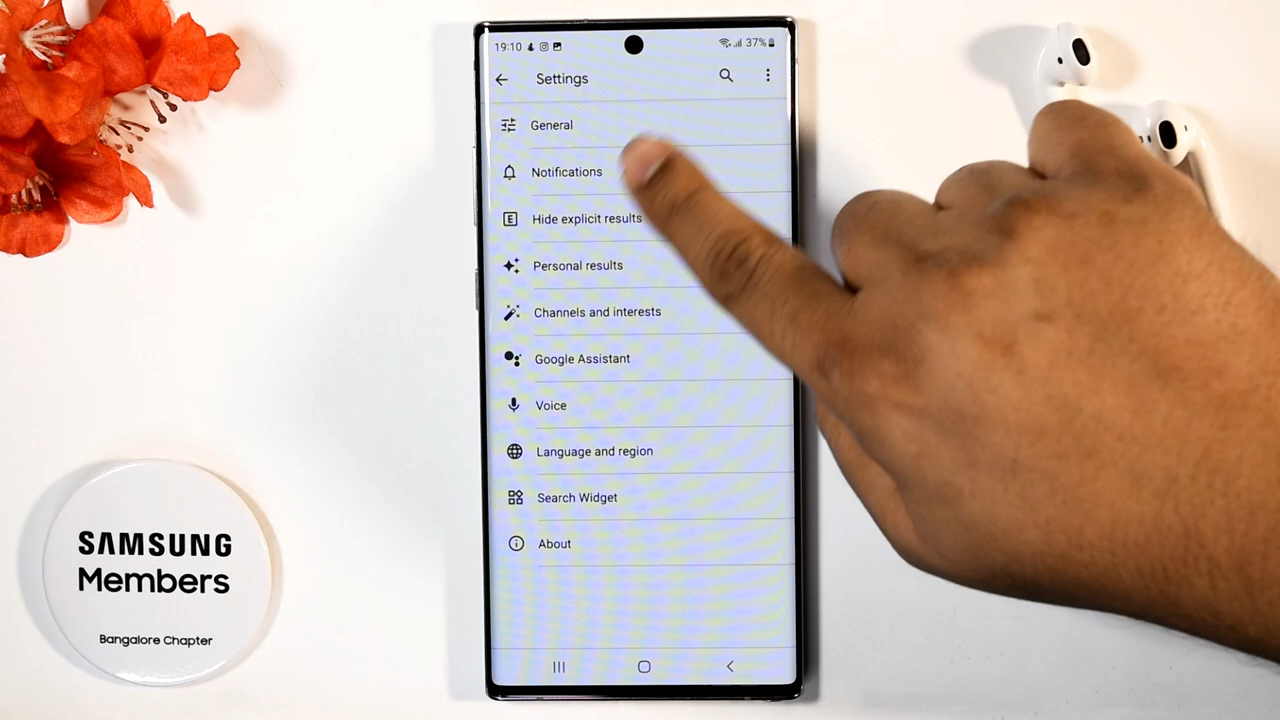 19:10
37%
Settings
General
Notifications
Hide explicit results
Personal results
Channels and interests
Google Assistant
Voice
Language and region
Search Widget
About
SAMSUNG
Members
Bangalore Chapter